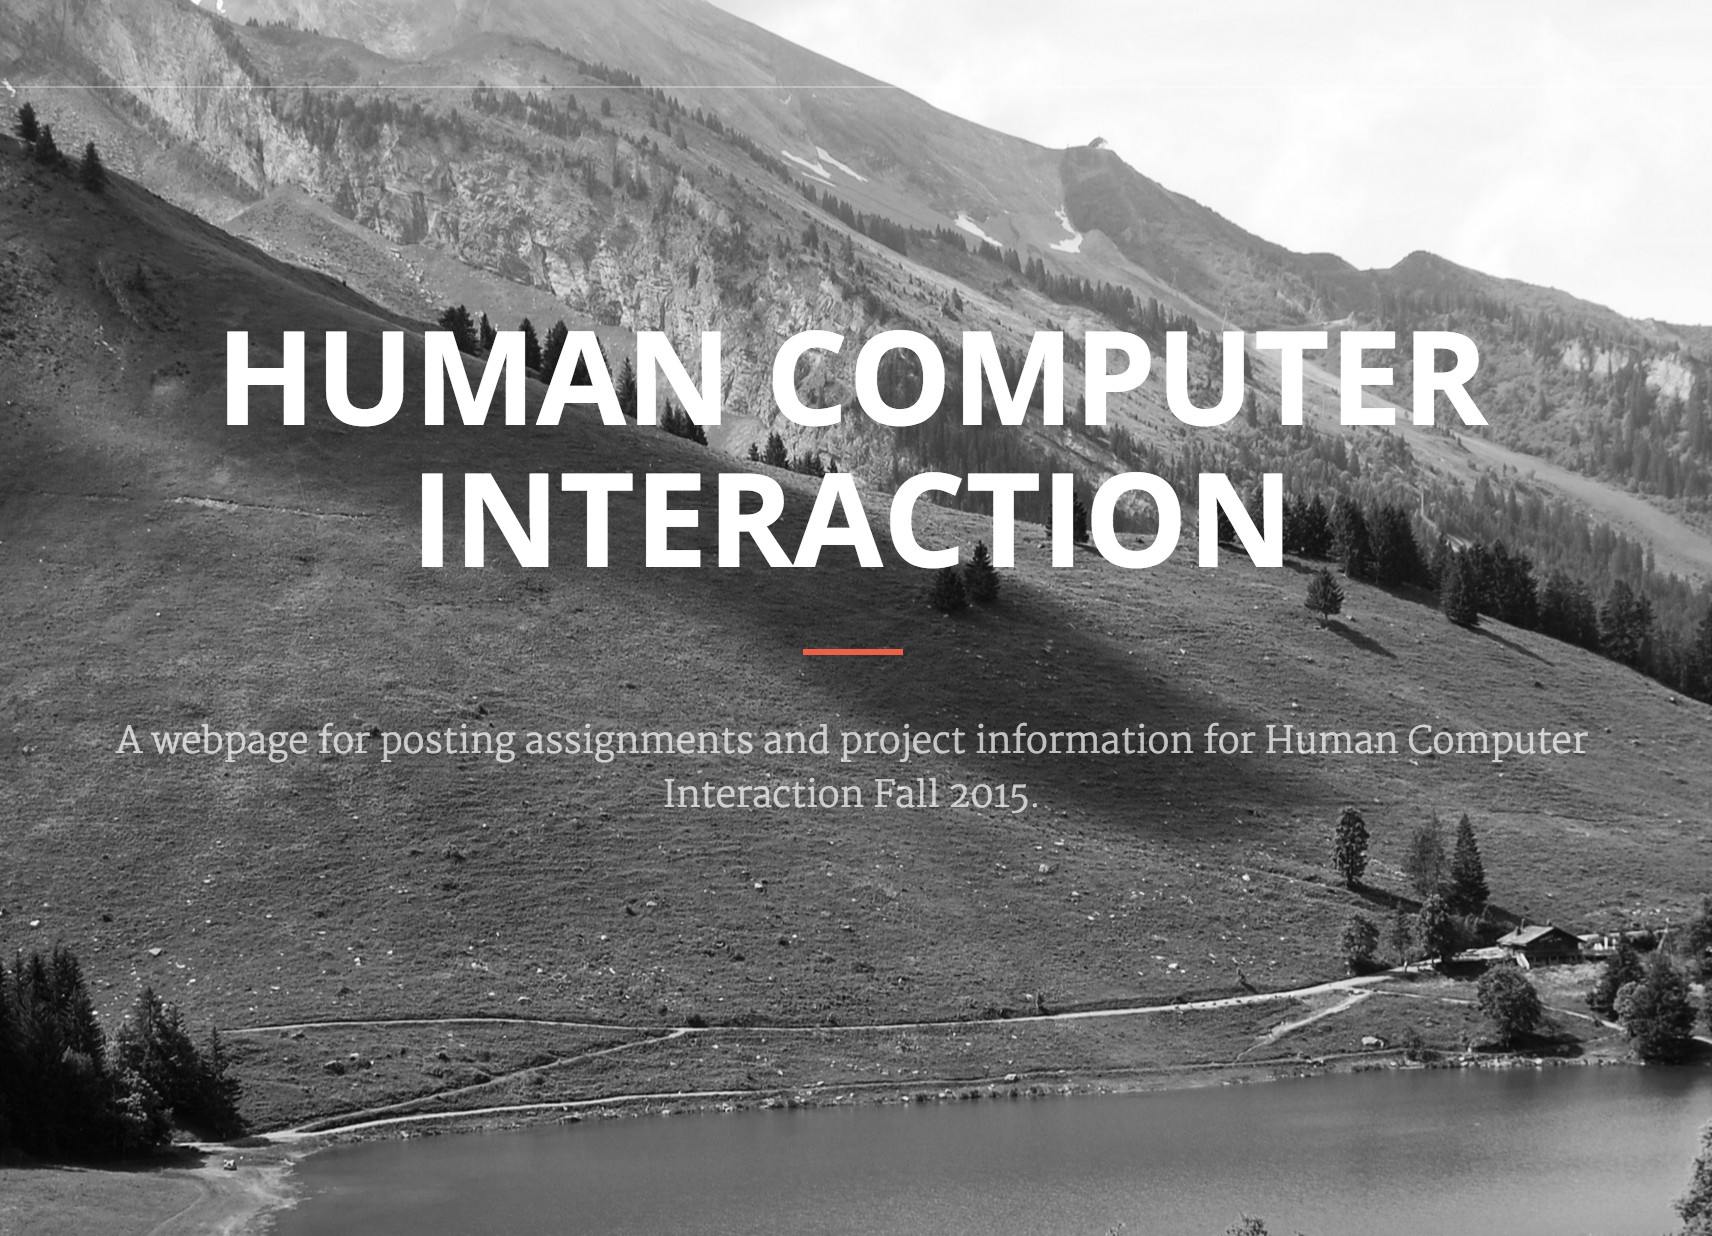 HUMAN COMPUTER
INTERACTION
A webpage for posting assignments and project information for Human Computer
Interaction Fall 2015.